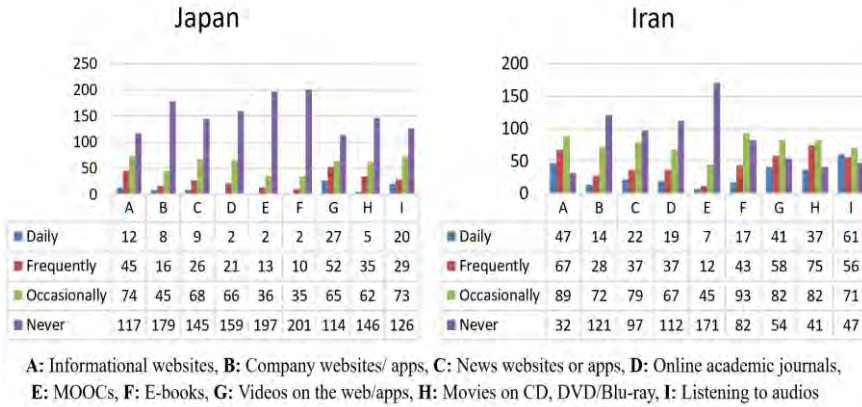 Japan
250
200
150
100
50
0
A B C D E F G H I
Daily 12 8 9 2 2 2 27 5 20
Frequently 45 16 26 21 13 10 52 35 29
Occasionally 74 45 68 66 36 35 65 62 73
Never 117 179 145 159 197 201 114 146 126
Iran
200
150
100
50
0
A B C D E F G H I
Daily 47 14 22 19 7 17 41 37 61
Frequently 67 28 37 37 12 43 58 75 56
Occasionally 89 72 79 67 45 93 82 82 71
Never 32 121 97 112 171 82 54 41 47
A: Informational websites, B: Company websites/ apps, C: News websites or apps, D: Online academic journals,
E: MOOCs, F: E-books, G: Videos on the web/apps, H: Movies on CD, DVD/Blu-ray, I: Listening to audios